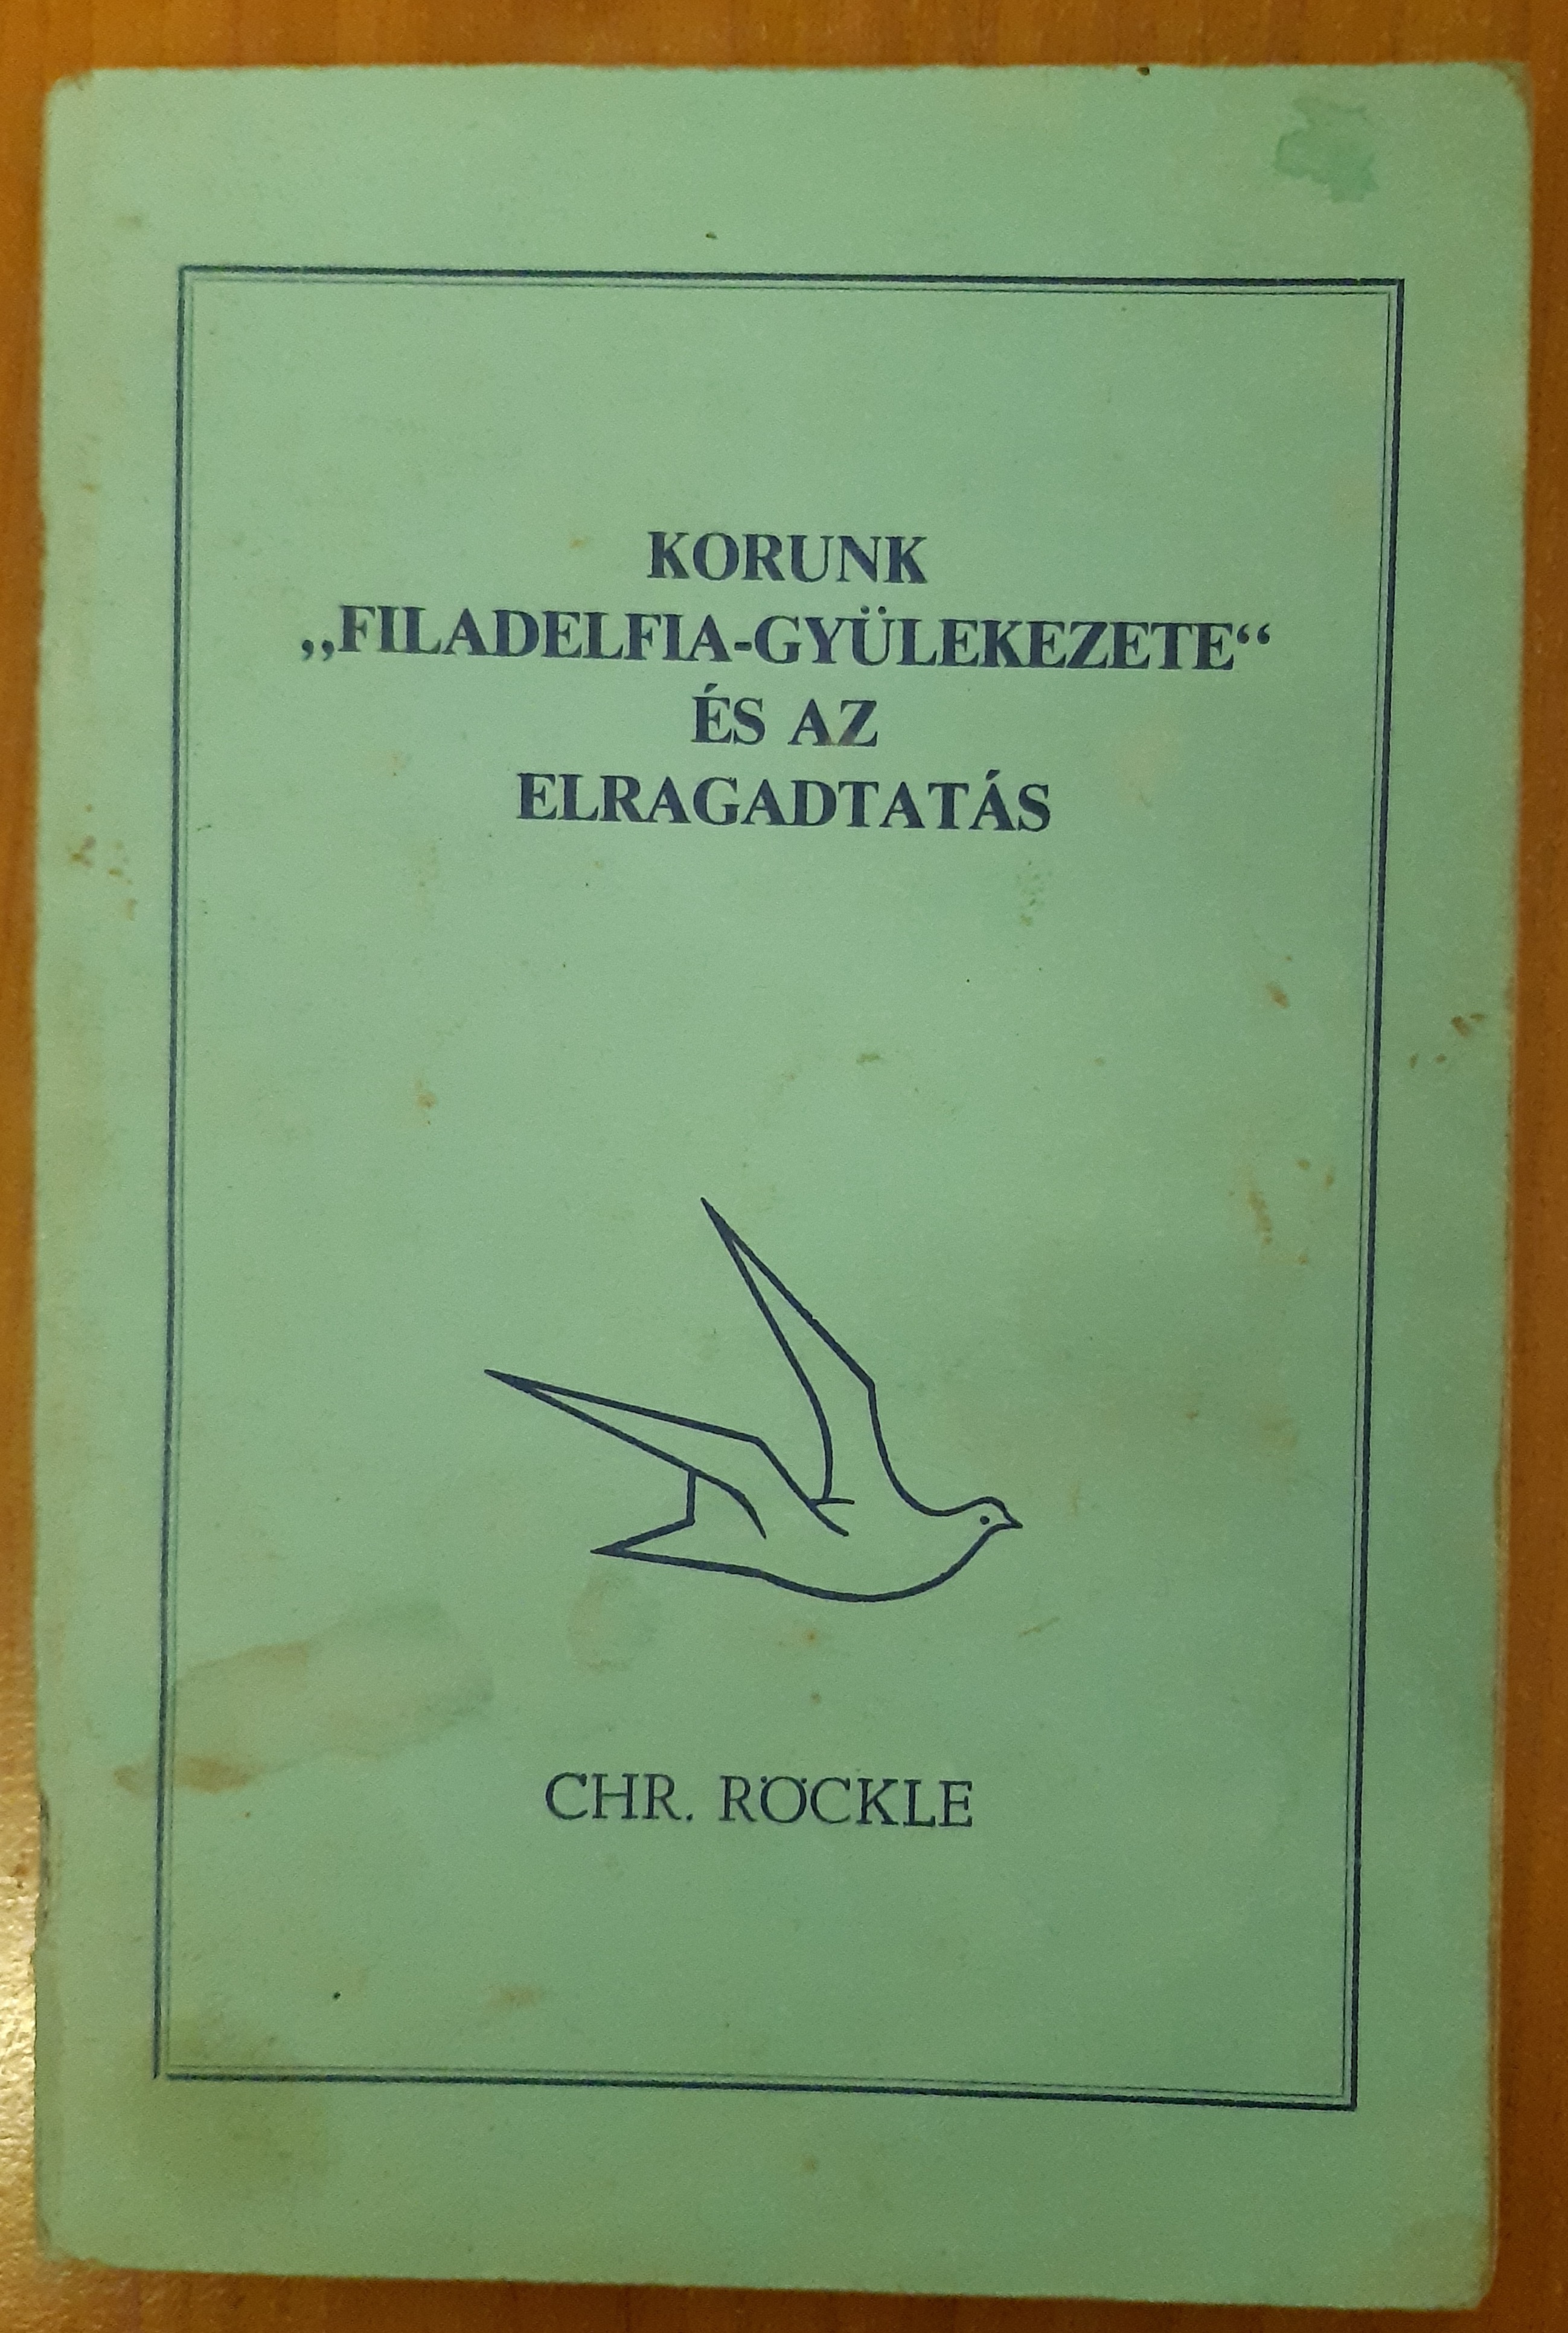 KORUNK
„FILADELFIA-GYÜLEKEZETE“
ÉS AZ
ELRAGADTATÁS
CHR. RÖCKLE